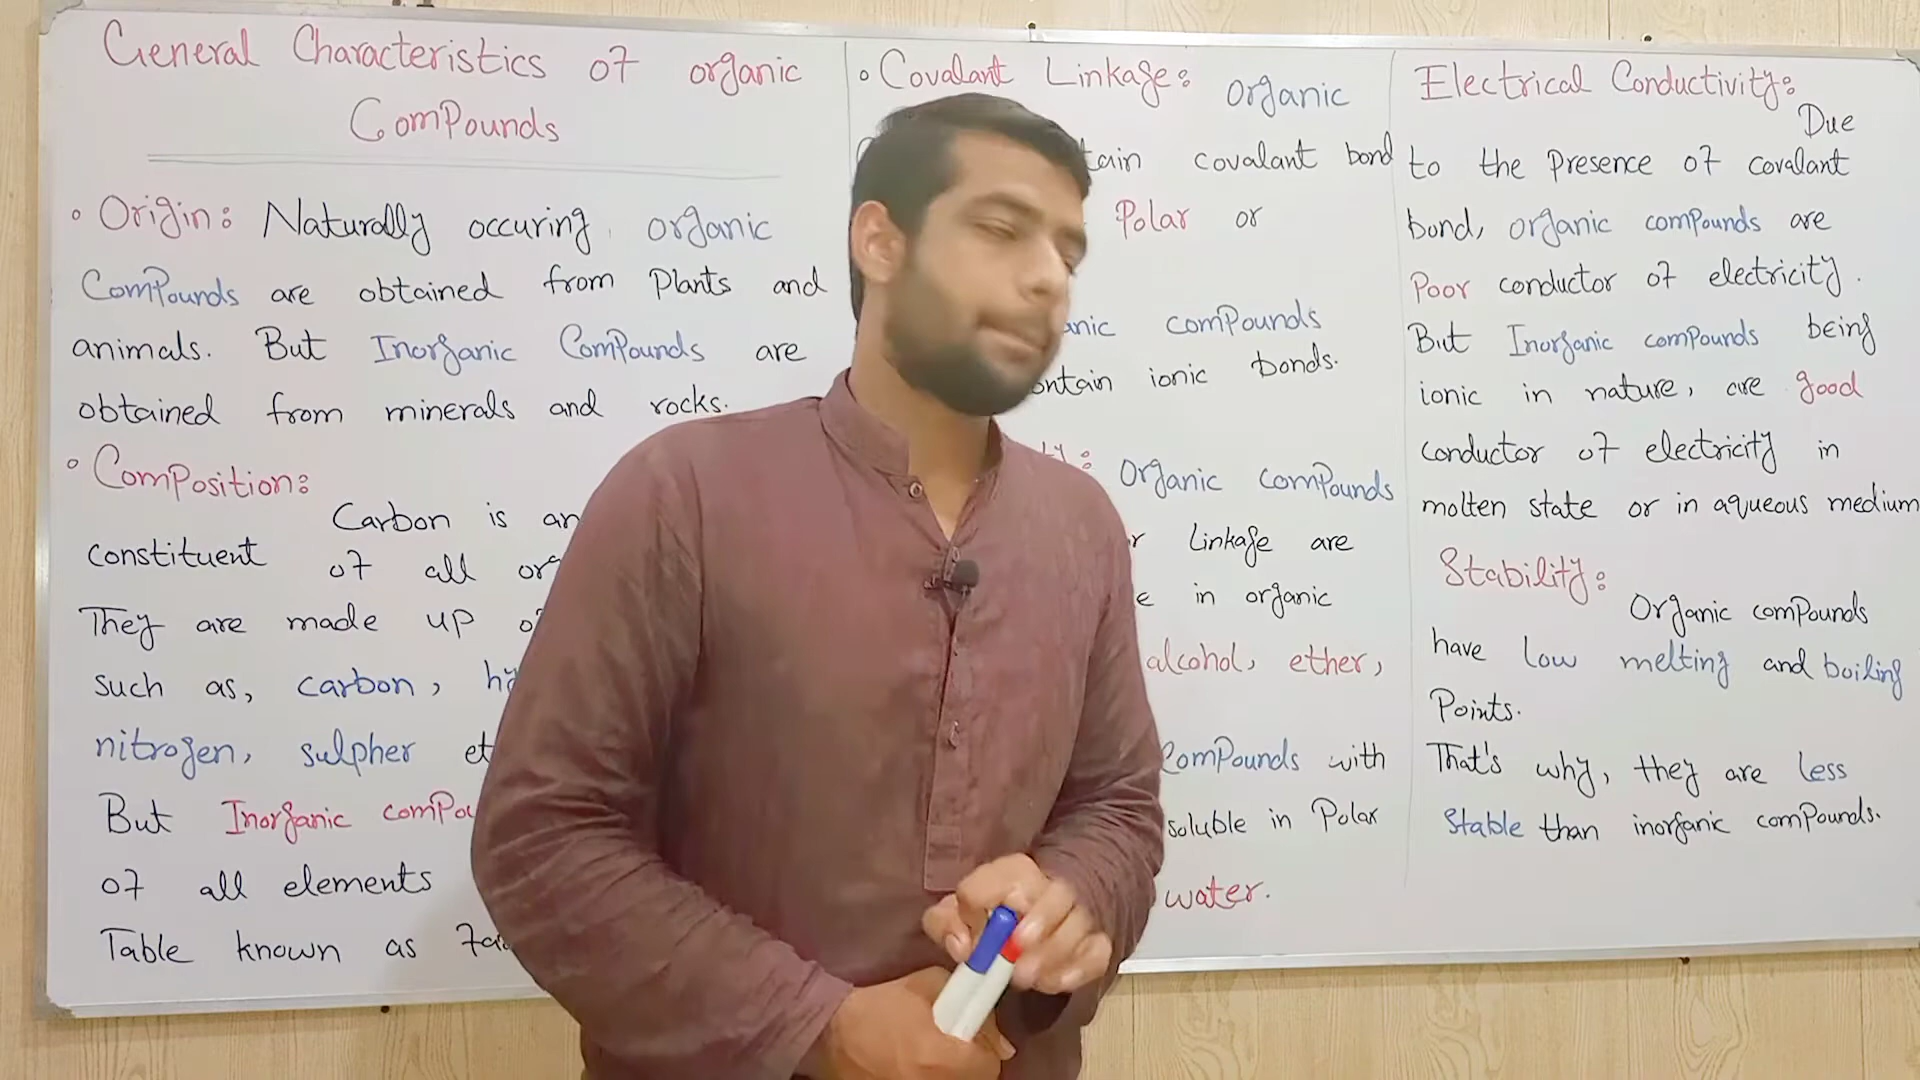 General Characteristics of organic
Compounds
Origin: Naturally occuring organic
Compounds are obtained from Plants and
animals. But Inorganic Compounds are
obtained from minerals and rocks.
Composition:
Carbon is an
constituent of all
They are made up
such as, carbon,
nitrogen, sulpher
But Inorganic
of all elements
Table known as
Covalant Linkage: Organic
covalant bond
Polar or
compounds
ionic bonds.
Organic compounds
Linkage are
in organic
alcohol, ether,
Compounds with
soluble in Polar
water.
Electrical Conductivity:
Due
to the presence of covalant
bond, organic compounds are
Poor conductor of electricity.
But Inorganic compounds being
ionic in nature, are good
conductor of electricity in
molten state or in aqueous medium
Stability:
Organic compounds
have low melting and boiling
Points.
That's why, they are less
Stable than inorganic compounds.